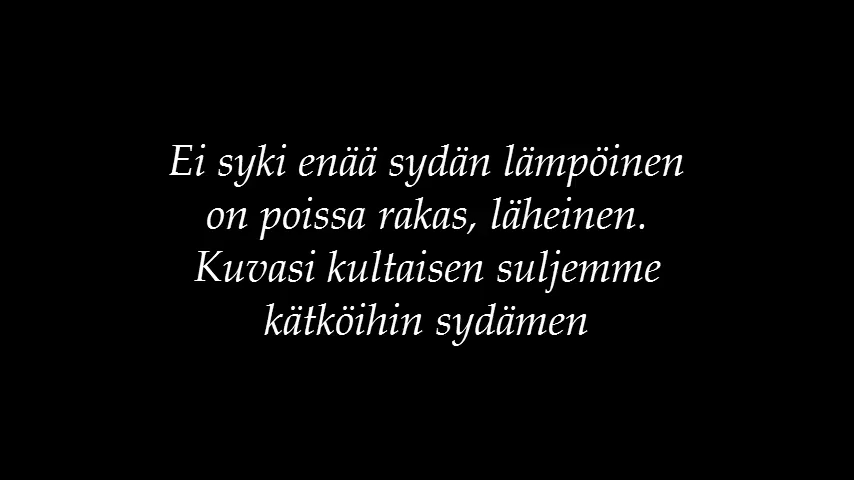 Ei syki enää sydän lämpöinen
on poissa rakas, läheinen.
Kuvasi kultaisen suljemme
kätköihin sydämen